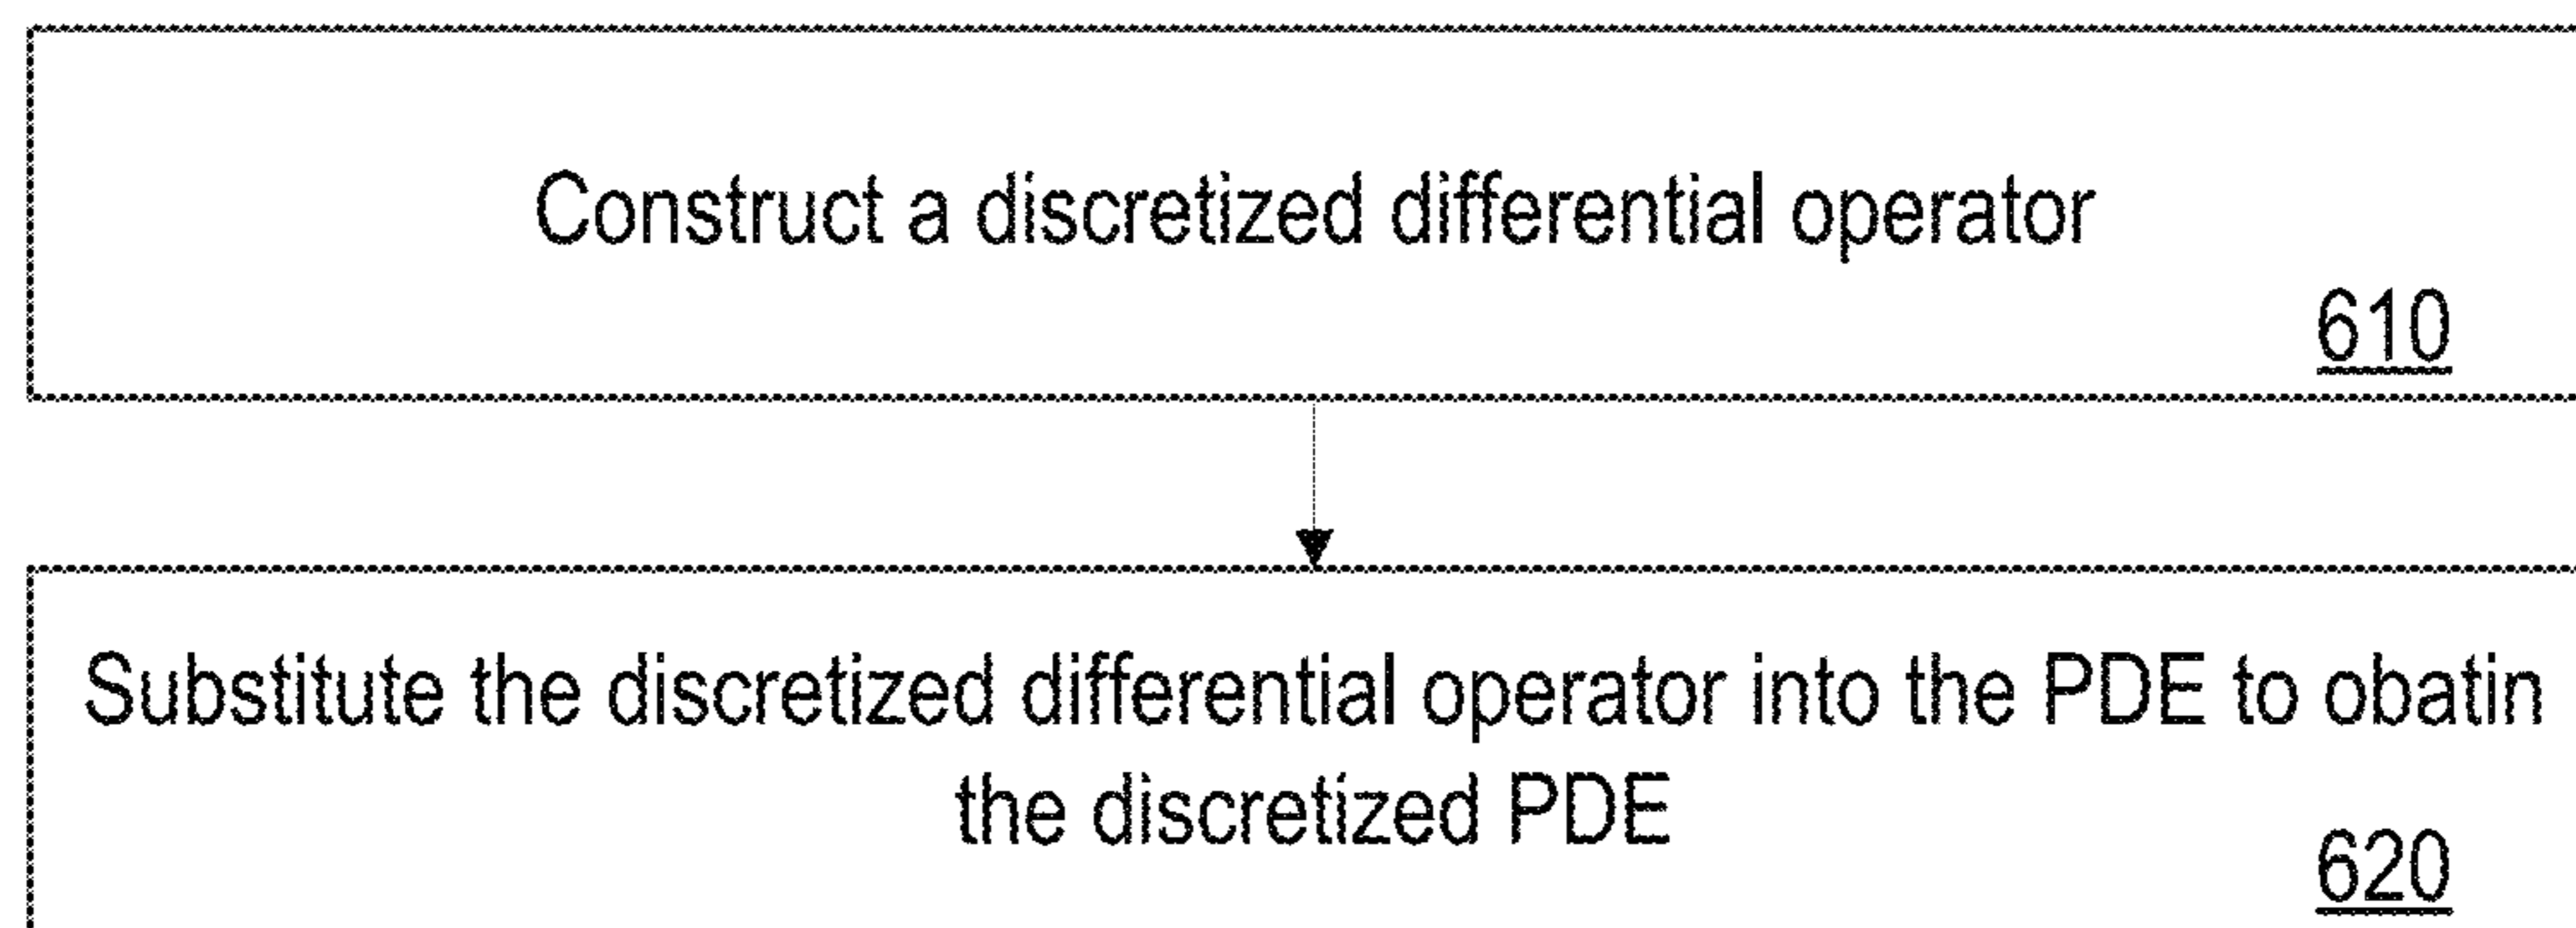 Construct a discretized differential operator
610
Substitute the discretized differential operator into the PDE to obatin
the discretized PDE
620